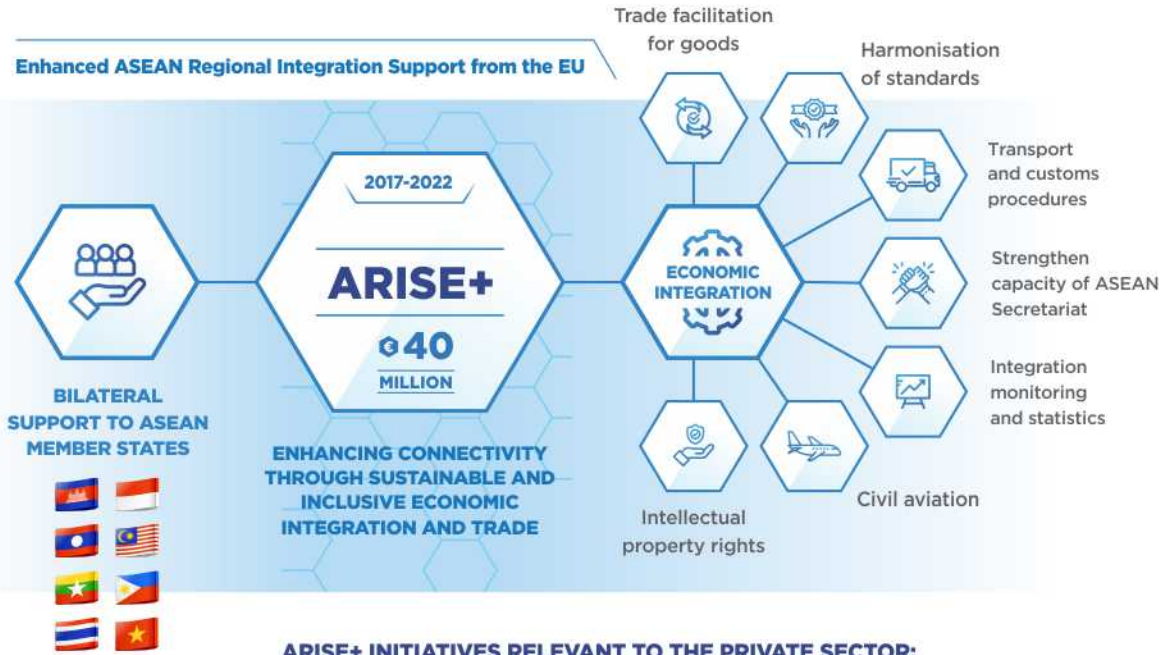 Enhanced ASEAN Regional Integration Support from the EU
Trade facilitation
for goods
Harmonisation
of standards
Transport
and customs
procedures
Strengthen
capacity of ASEAN
Secretariat
Integration
monitoring
and statistics
Civil aviation
Intellectual
property rights
ECONOMIC
INTEGRATION
2017-2022
ARISE+
€40
MILLION
ENHANCING CONNECTIVITY
THROUGH SUSTAINABLE AND
INCLUSIVE ECONOMIC
INTEGRATION AND TRADE
BILATERAL
SUPPORT TO ASEAN
MEMBER STATES
ARISE+ INITIATIVES RELEVANT TO THE PRIVATE SECTOR: